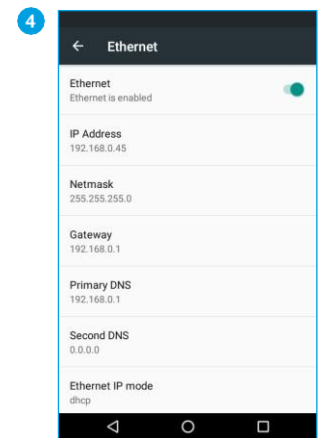 4
Ethernet
Ethernet
Ethernet is enabled
IP Address
192.168.0.45
Netmask
255.255.255.0
Gateway
192.168.0.1
Primary DNS
192.168.0.1
Second DNS
0.0.0.0
Ethernet IP mode
dhcp